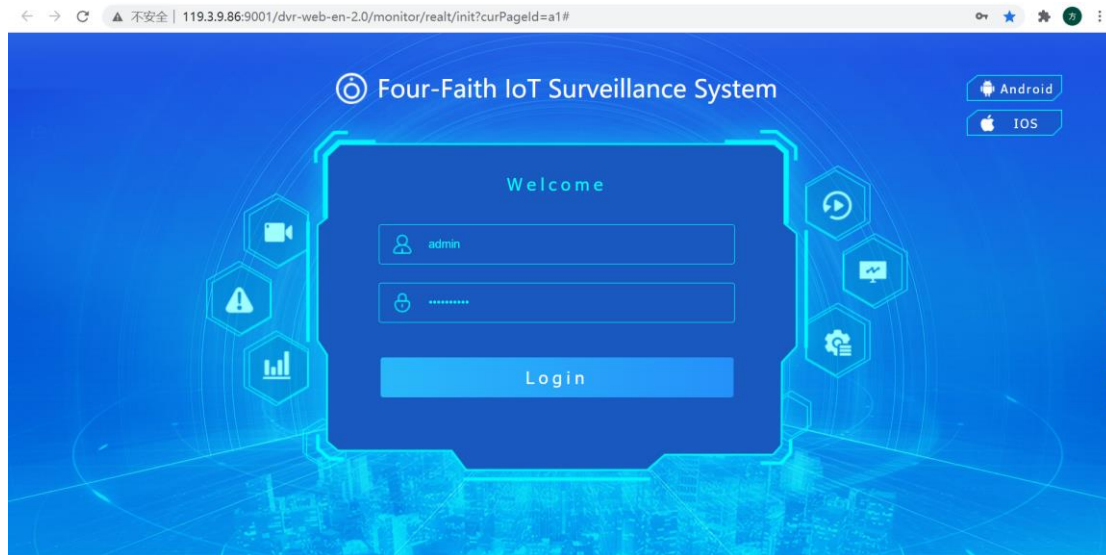 不安全 | 119.3.9.86:9001/dvr-web-en-2.0/monitor/realt/init?curPageId=a1#
方
Four-Faith IoT Surveillance System
Android
IOS
Welcome
admin
••••••••••
Login